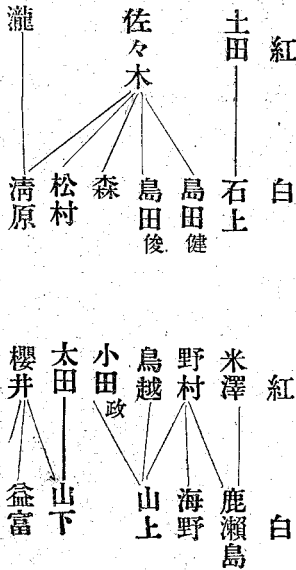 紅
土田
佐々木
瀧
白
石上
島田健
島田俊
森
松村
淸原
紅
米澤
野村
鳥越
小田政
太田
櫻井
白
鹿瀨島
海野
山上
山下
益富